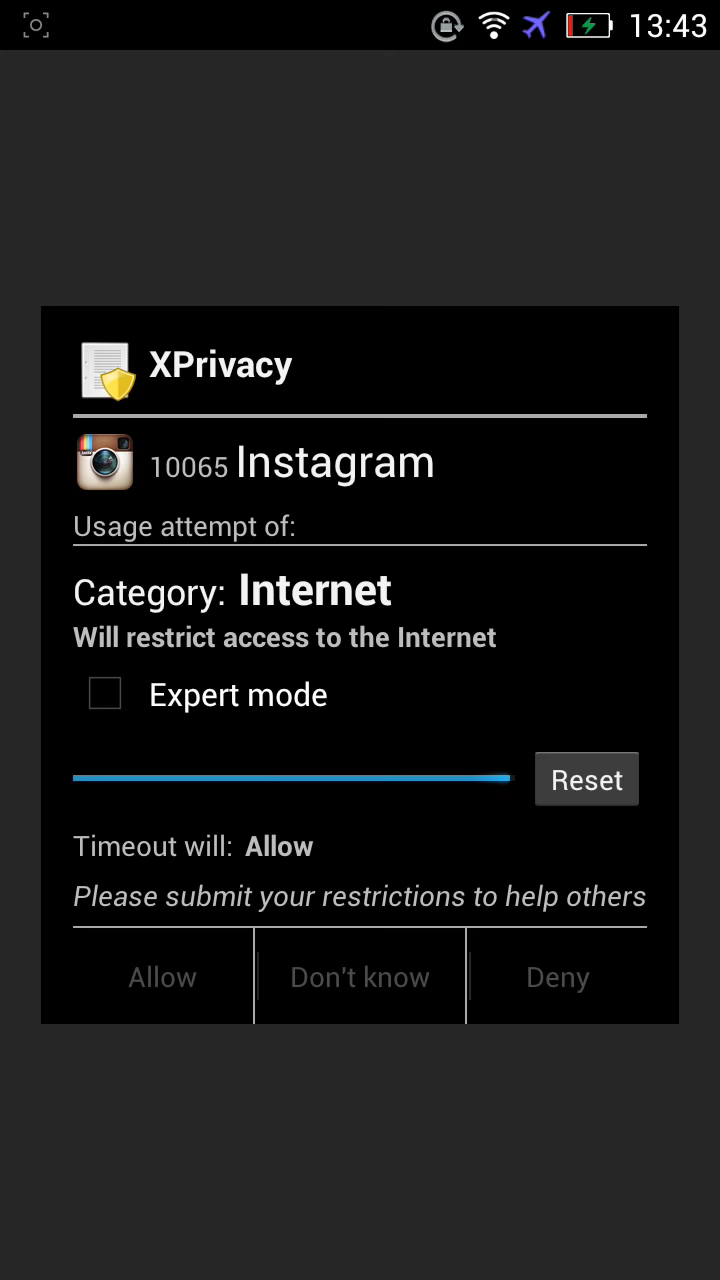 13:43
XPrivacy
10065 Instagram
Usage attempt of:
Category: Internet
Will restrict access to the Internet
Expert mode
Reset
Timeout will: Allow
Please submit your restrictions to help others
Allow Don't know Deny